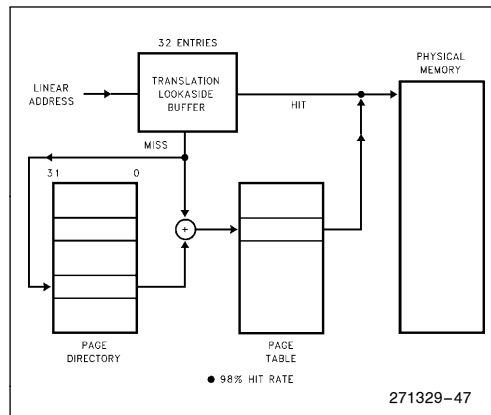 32 ENTRIES
PHYSICAL
MEMORY
LINEAR
ADDRESS
TRANSLATION
LOOKASIDE
BUFFER
HIT
MISS
31 0
+
PAGE
DIRECTORY
PAGE
TABLE
● 98% HIT RATE
271329-47